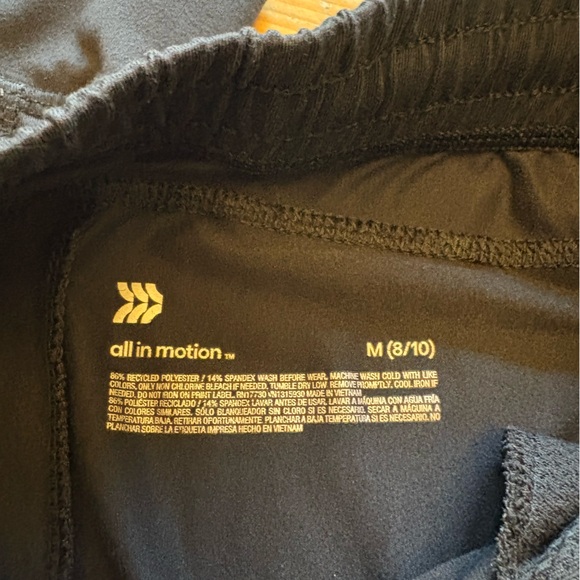 all in motion™
M (8/10)
86% RECYCLED POLYESTER / 14% SPANDEX WASH BEFORE WEAR. MACHINE WASH COLD WITH LIKE
COLORS, ONLY NON CHLORINE BLEACH IF NEEDED, TUMBLE DRY LOW. REMOVE PROMPTLY. COOL IRON IF
NEEDED. DO NOT IRON ON PRINT LABEL. RN17730 VN1315930 MADE IN VIETNAM
86% POLIÉSTER RECICLADO / 14% SPANDEX LAVAR ANTES DE USAR. LAVAR A MÁQUINA CON AGUA FRÍA
CON COLORES SIMILARES. SÓLO BLANQUEADOR SIN CLORO SI ES NECESARIO. SECAR A MÁQUINA A
TEMPERATURA BAJA. RETIRAR OPORTUNAMENTE. PLANCHAR A BAJA TEMPERATURA SI ES NECESARIO. NO
PLANCHAR SOBRE LA ETIQUETA IMPRESA HECHO EN VIETNAM